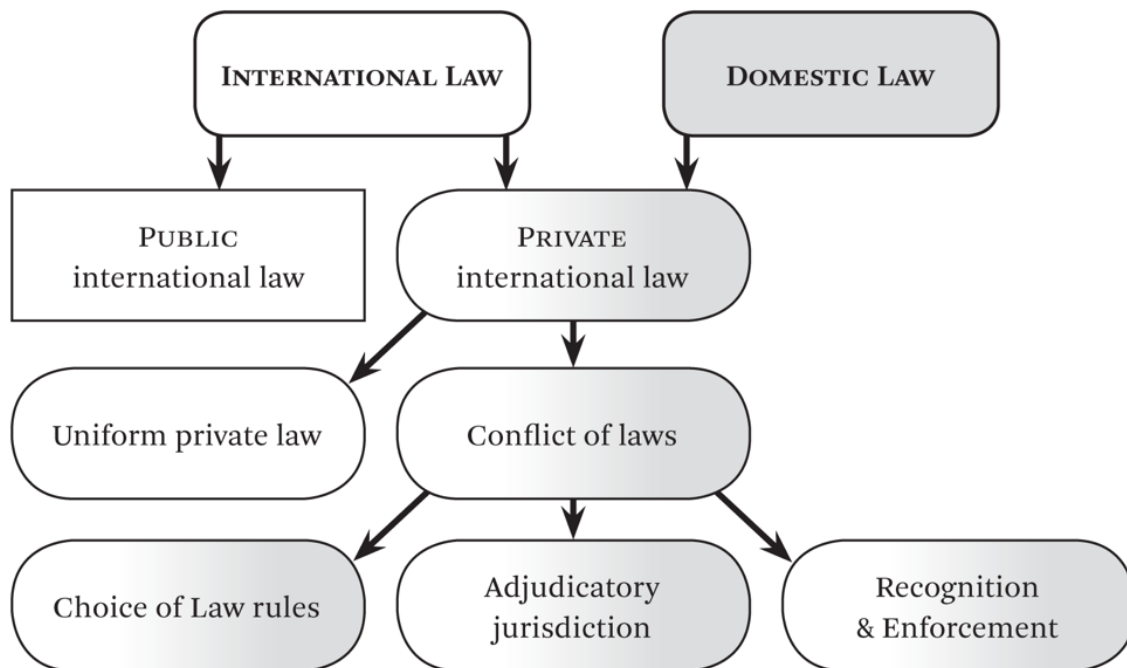 INTERNATIONAL LAW
DOMESTIC LAW
PUBLIC
international law
PRIVATE
international law
Uniform private law
Conflict of laws
Choice of Law rules
Adjudicatory
jurisdiction
Recognition
& Enforcement